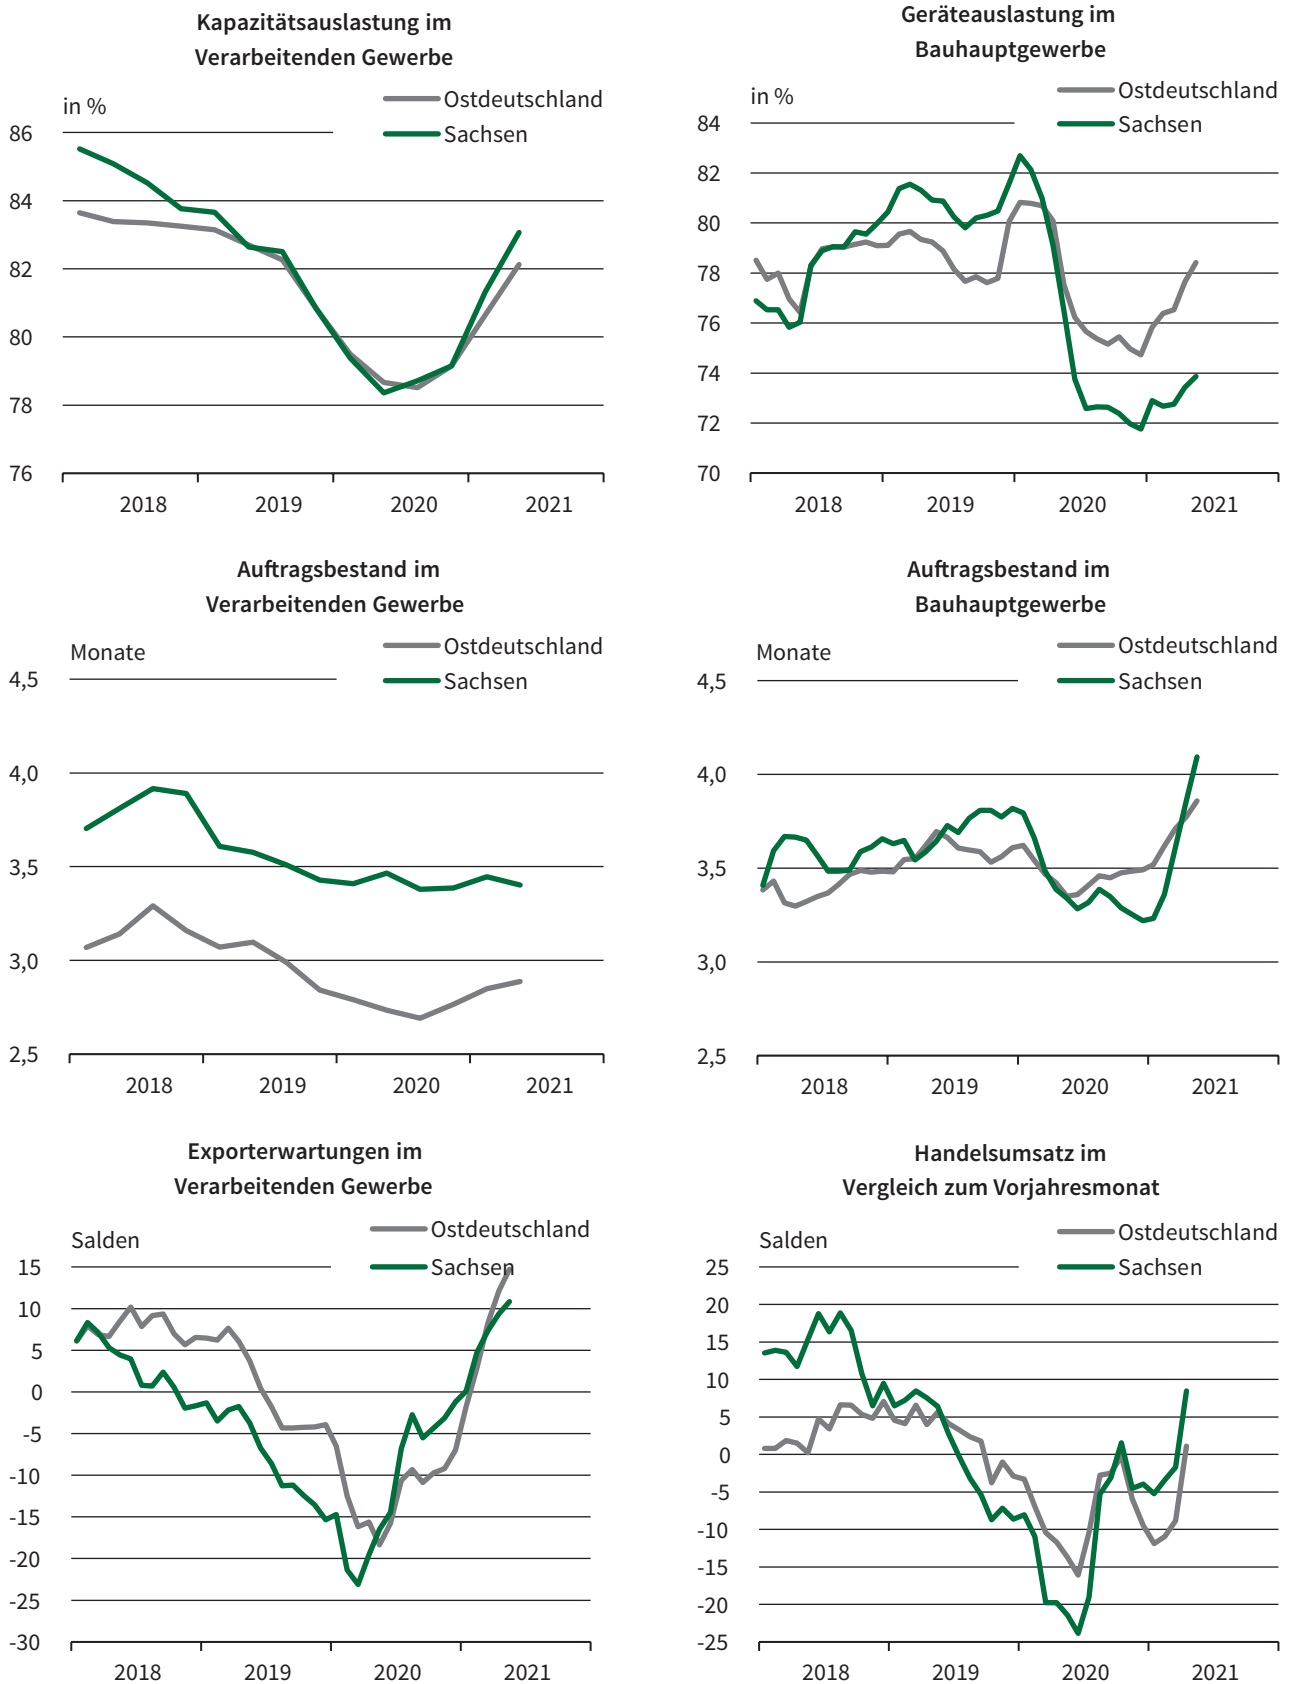 Kapazitätsauslastung im
Verarbeitenden Gewerbe
in %
Ostdeutschland
Sachsen
86
84
82
80
78
76
2018
2019
2020
2021
Geräteauslastung im
Bauhauptgewerbe
in %
Ostdeutschland
Sachsen
84
82
80
78
76
74
72
70
2018
2019
2020
2021
Auftragsbestand im
Verarbeitenden Gewerbe
Monate
Ostdeutschland
Sachsen
4,5
4,0
3,5
3,0
2,5
2018
2019
2020
2021
Auftragsbestand im
Bauhauptgewerbe
Monate
Ostdeutschland
Sachsen
4,5
4,0
3,5
3,0
2,5
2018
2019
2020
2021
Exporterwartungen im
Verarbeitenden Gewerbe
Salden
Ostdeutschland
Sachsen
15
10
5
0
-5
-10
-15
-20
-25
-30
2018
2019
2020
2021
Handelsumsatz im
Vergleich zum Vorjahresmonat
Salden
Ostdeutschland
Sachsen
25
20
15
10
5
0
-5
-10
-15
-20
-25
2018
2019
2020
2021